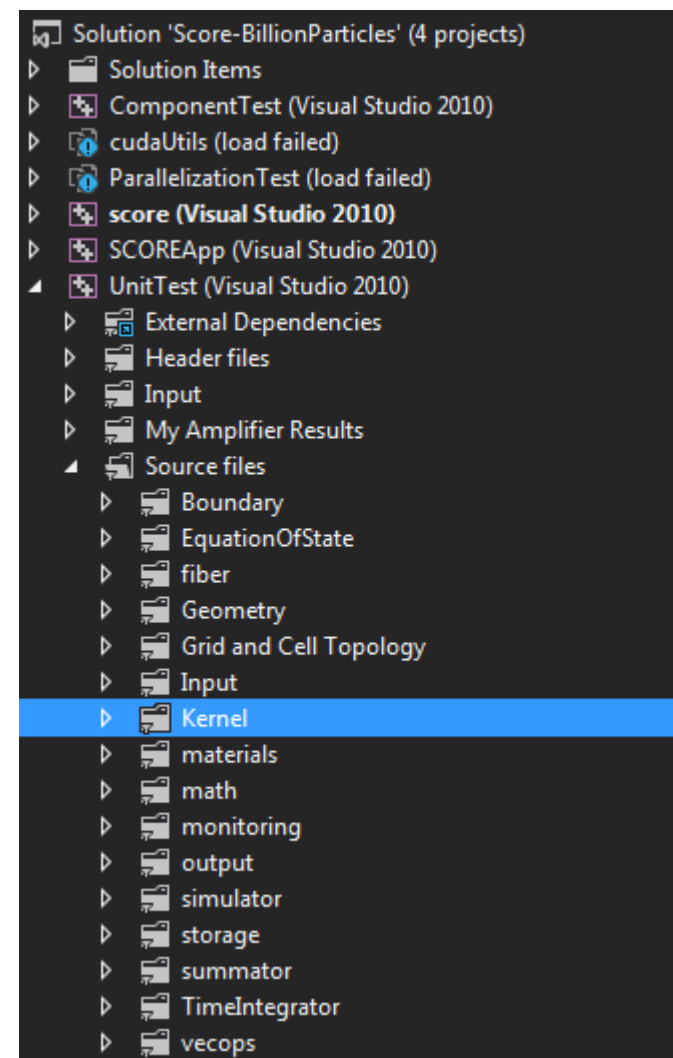 Solution 'Score-BillionParticles' (4 projects)
Solution Items
ComponentTest (Visual Studio 2010)
cudaUtils (load failed)
ParallelizationTest (load failed)
score (Visual Studio 2010)
SCOREApp (Visual Studio 2010)
UnitTest (Visual Studio 2010)
External Dependencies
Header files
Input
My Amplifier Results
Source files
Boundary
EquationOfState
fiber
Geometry
Grid and Cell Topology
Input
Kernel
materials
math
monitoring
output
simulator
storage
summator
TimeIntegrator
vecops